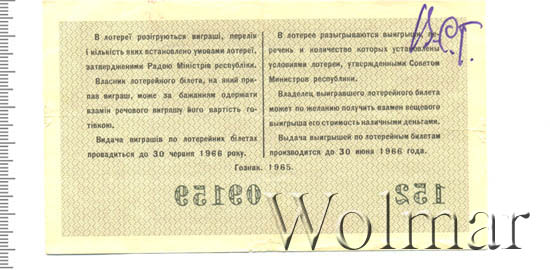 В лотереї розігруються виграші, перелік
і кількість яких встановлено умовами лотереї,
затвердженими Радою Міністрів республіки.
Власник лотерейного білета, на який при-
пав виграш, може за бажанням одержати
взамін речового виграшу його вартість го-
тівкою.
Видача виграшів по лотерейних білетах
провадиться до 30 червня 1966 року.
В лотерее разыгрываются выигрыши, пе-
речень и количество которых установлены
условиями лотереи, утвержденными Советом
Министров республики.
Владелец выигравшего лотерейного билета
может по желанию получить взамен вещевого
выигрыша его стоимость наличными деньгами.
Выдача выигрышей по лотерейным билетам
производится до 30 июня 1966 года.
Гознак. 1965.
09159
152
Wolmar